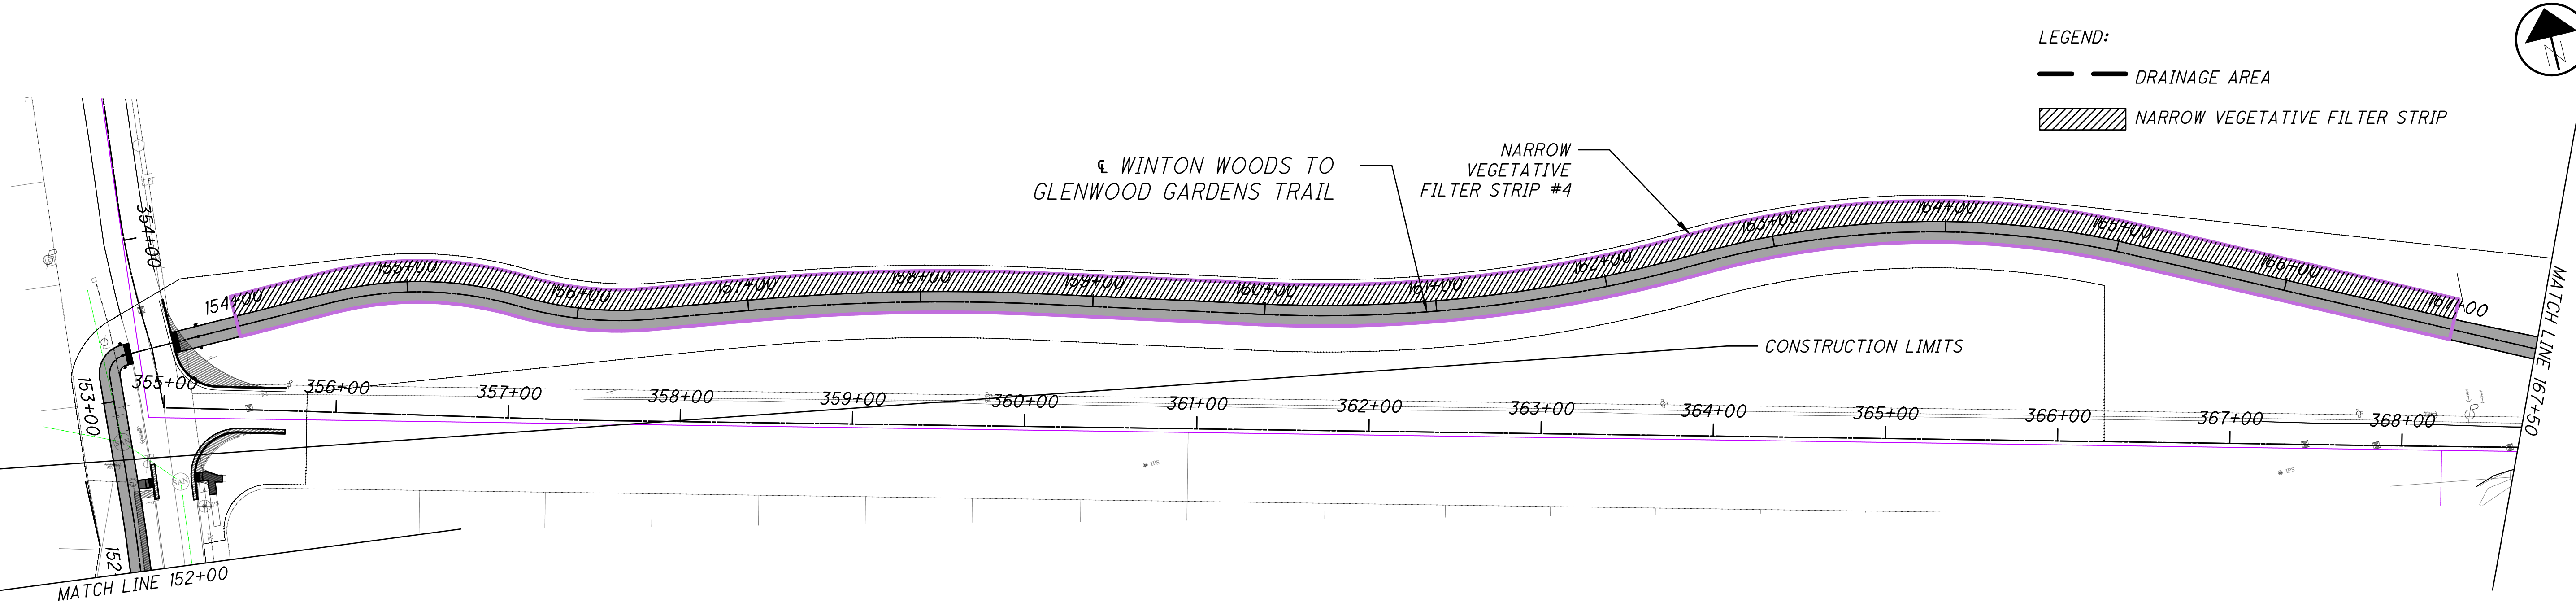 LEGEND:
DRAINAGE AREA
NARROW VEGETATIVE FILTER STRIP
N
℄ WINTON WOODS TO
GLENWOOD GARDENS TRAIL
NARROW
VEGETATIVE
FILTER STRIP #4
354+00
154+00
155+00
156+00
157+00
158+00
159+00
160+00
161+00
162+00
163+00
164+00
165+00
166+00
167+00
CONSTRUCTION LIMITS
MATCH LINE 167+50
153+00
355+00
356+00
357+00
358+00
359+00
360+00
361+00
362+00
363+00
364+00
365+00
366+00
367+00
368+00
IPS
IPS
SAN
152+
MATCH LINE 152+00